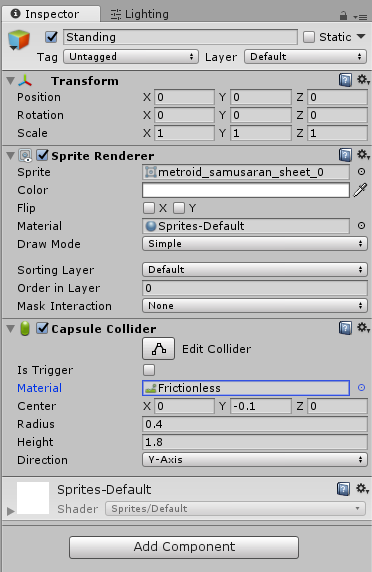 Inspector Lighting
Standing Static
Tag Untagged Layer Default
Transform
Position X 0 Y 0 Z 0
Rotation X 0 Y 0 Z 0
Scale X 1 Y 1 Z 1
Sprite Renderer
Sprite metroid_samusaran_sheet_0
Color
Flip X Y
Material Sprites-Default
Draw Mode Simple
Sorting Layer Default
Order in Layer 0
Mask Interaction None
Capsule Collider
Edit Collider
Is Trigger
Material Frictionless
Center X 0 Y -0.1 Z 0
Radius 0.4
Height 1.8
Direction Y-Axis
Sprites-Default
Shader Sprites/Default
Add Component